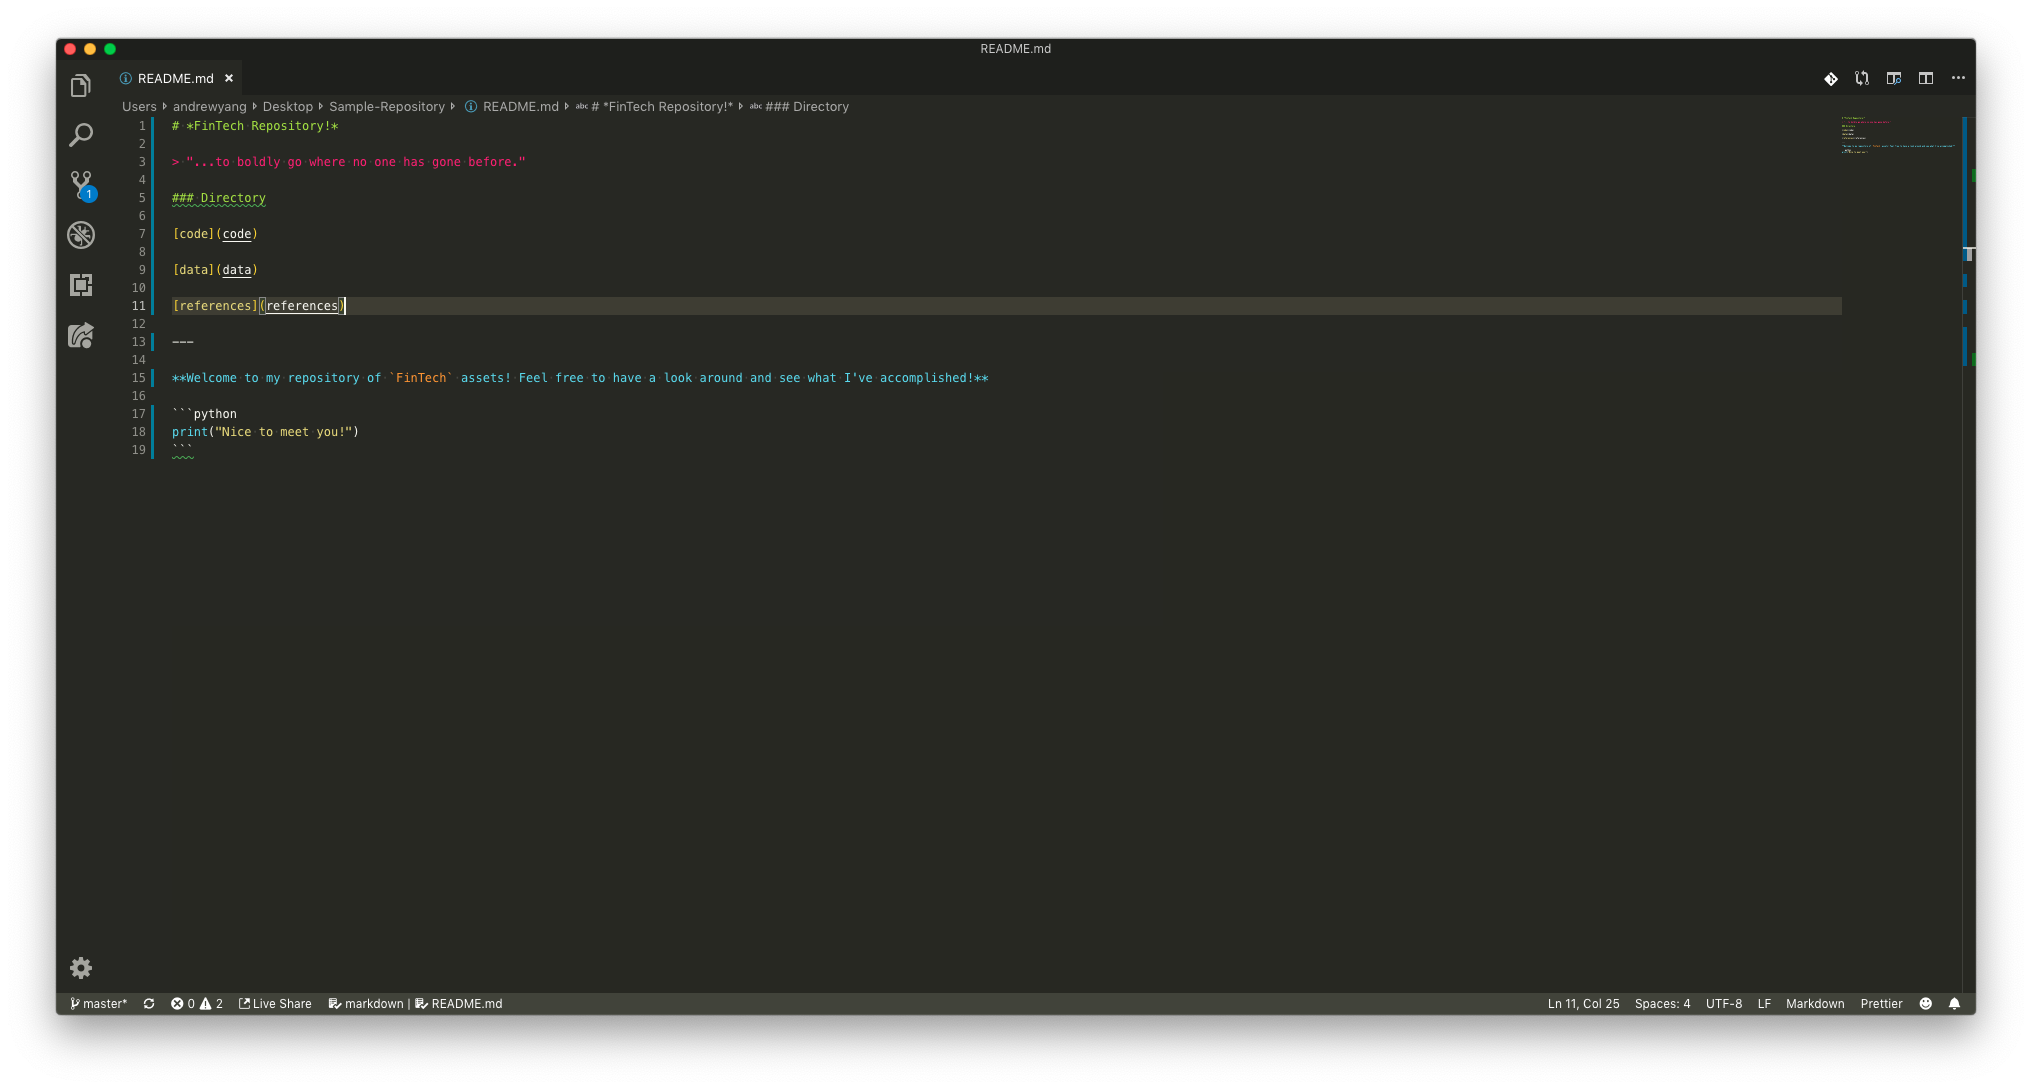 README.md
README.md ×
Users andrewyang Desktop Sample-Repository README.md abc # *FinTech Repository!* abc ### Directory
1 # *FinTech Repository!*
2
3 > "...to boldly go where no one has gone before."
4
5 ### Directory
6
7 [code](code)
8
9 [data](data)
10
11 [references](references)
12
13 ---
14
15 **Welcome to my repository of `FinTech` assets! Feel free to have a look around and see what I've accomplished!**
16
17 ```python
18 print("Nice to meet you!")
19 ```
1
master* 0 2 Live Share markdown | README.md Ln 11, Col 25 Spaces: 4 UTF-8 LF Markdown Prettier